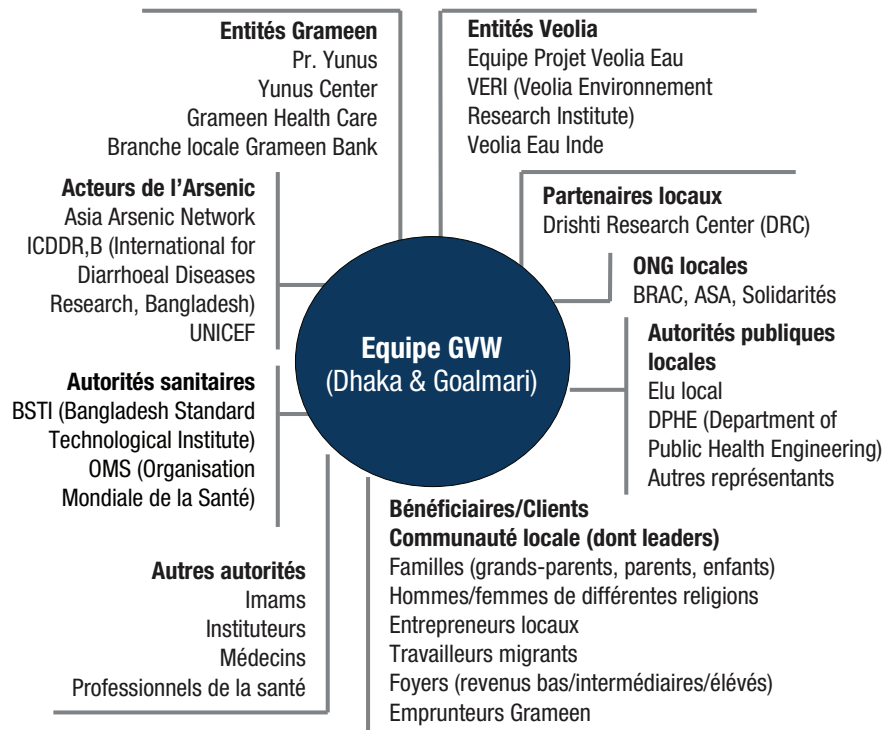 Entités Grameen
Pr. Yunus
Yunus Center
Grameen Health Care
Branche locale Grameen Bank
Entités Veolia
Equipe Projet Veolia Eau
VERI (Veolia Environnement
Research Institute)
Veolia Eau Inde
Acteurs de l'Arsenic
Asia Arsenic Network
ICDDR,B (International for
Diarrhoeal Diseases
Research, Bangladesh)
UNICEF
Partenaires locaux
Drishti Research Center (DRC)
ONG locales
BRAC, ASA, Solidarités
Equipe GVW
(Dhaka & Goalmari)
Autorités publiques
locales
Elu local
DPHE (Department of
Public Health Engineering)
Autres représentants
Autorités sanitaires
BSTI (Bangladesh Standard
Technological Institute)
OMS (Organisation
Mondiale de la Santé)
Autres autorités
Imams
Instituteurs
Médecins
Professionnels de la santé
Bénéficiaires/Clients
Communauté locale (dont leaders)
Familles (grands-parents, parents, enfants)
Hommes/femmes de différentes religions
Entrepreneurs locaux
Travailleurs migrants
Foyers (revenus bas/intermédiaires/élévés)
Emprunteurs Grameen